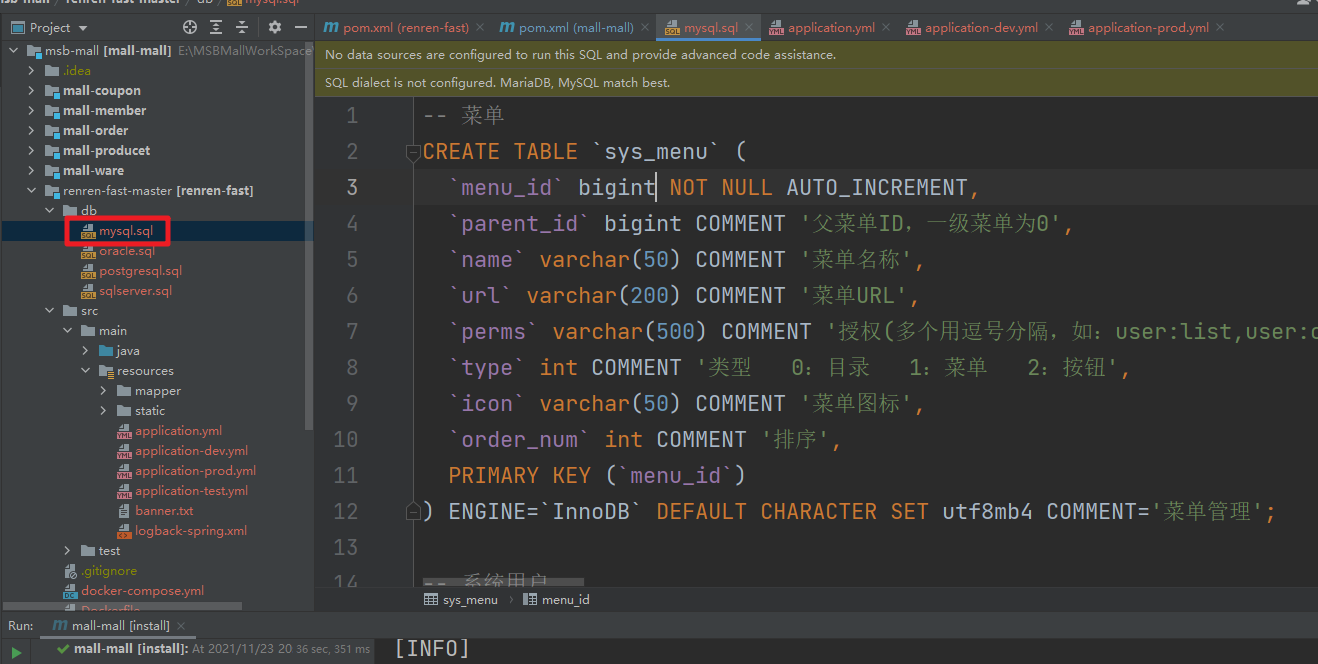 Project
pom.xml (renren-fast)
pom.xml (mall-mall)
mysql.sql
application.yml
application-dev.yml
application-prod.yml
msb-mall [mall-mall] E:\MSBMallWorkSpace
.idea
mall-coupon
mall-member
mall-order
mall-producet
mall-ware
renren-fast-master [renren-fast]
db
mysql.sql
oracle.sql
postgresql.sql
sqlserver.sql
src
main
java
resources
mapper
static
application.yml
application-dev.yml
application-prod.yml
application-test.yml
banner.txt
logback-spring.xml
test
.gitignore
docker-compose.yml
Dockerfile
No data sources are configured to run this SQL and provide advanced code assistance.
SQL dialect is not configured. MariaDB, MySQL match best.
1 -- 菜单
2 CREATE TABLE `sys_menu` (
3 `menu_id` bigint NOT NULL AUTO_INCREMENT,
4 `parent_id` bigint COMMENT '父菜单ID，一级菜单为0',
5 `name` varchar(50) COMMENT '菜单名称',
6 `url` varchar(200) COMMENT '菜单URL',
7 `perms` varchar(500) COMMENT '授权(多个用逗号分隔，如：user:list,user:c
8 `type` int COMMENT '类型 0：目录 1：菜单 2：按钮',
9 `icon` varchar(50) COMMENT '菜单图标',
10 `order_num` int COMMENT '排序',
11 PRIMARY KEY (`menu_id`)
12 ) ENGINE=`InnoDB` DEFAULT CHARACTER SET utf8mb4 COMMENT='菜单管理';
13
14 -- 系统用户
sys_menu menu_id
Run: mall-mall [install]
mall-mall [install]: At 2021/11/23 20 36 sec, 351 ms
[INFO]